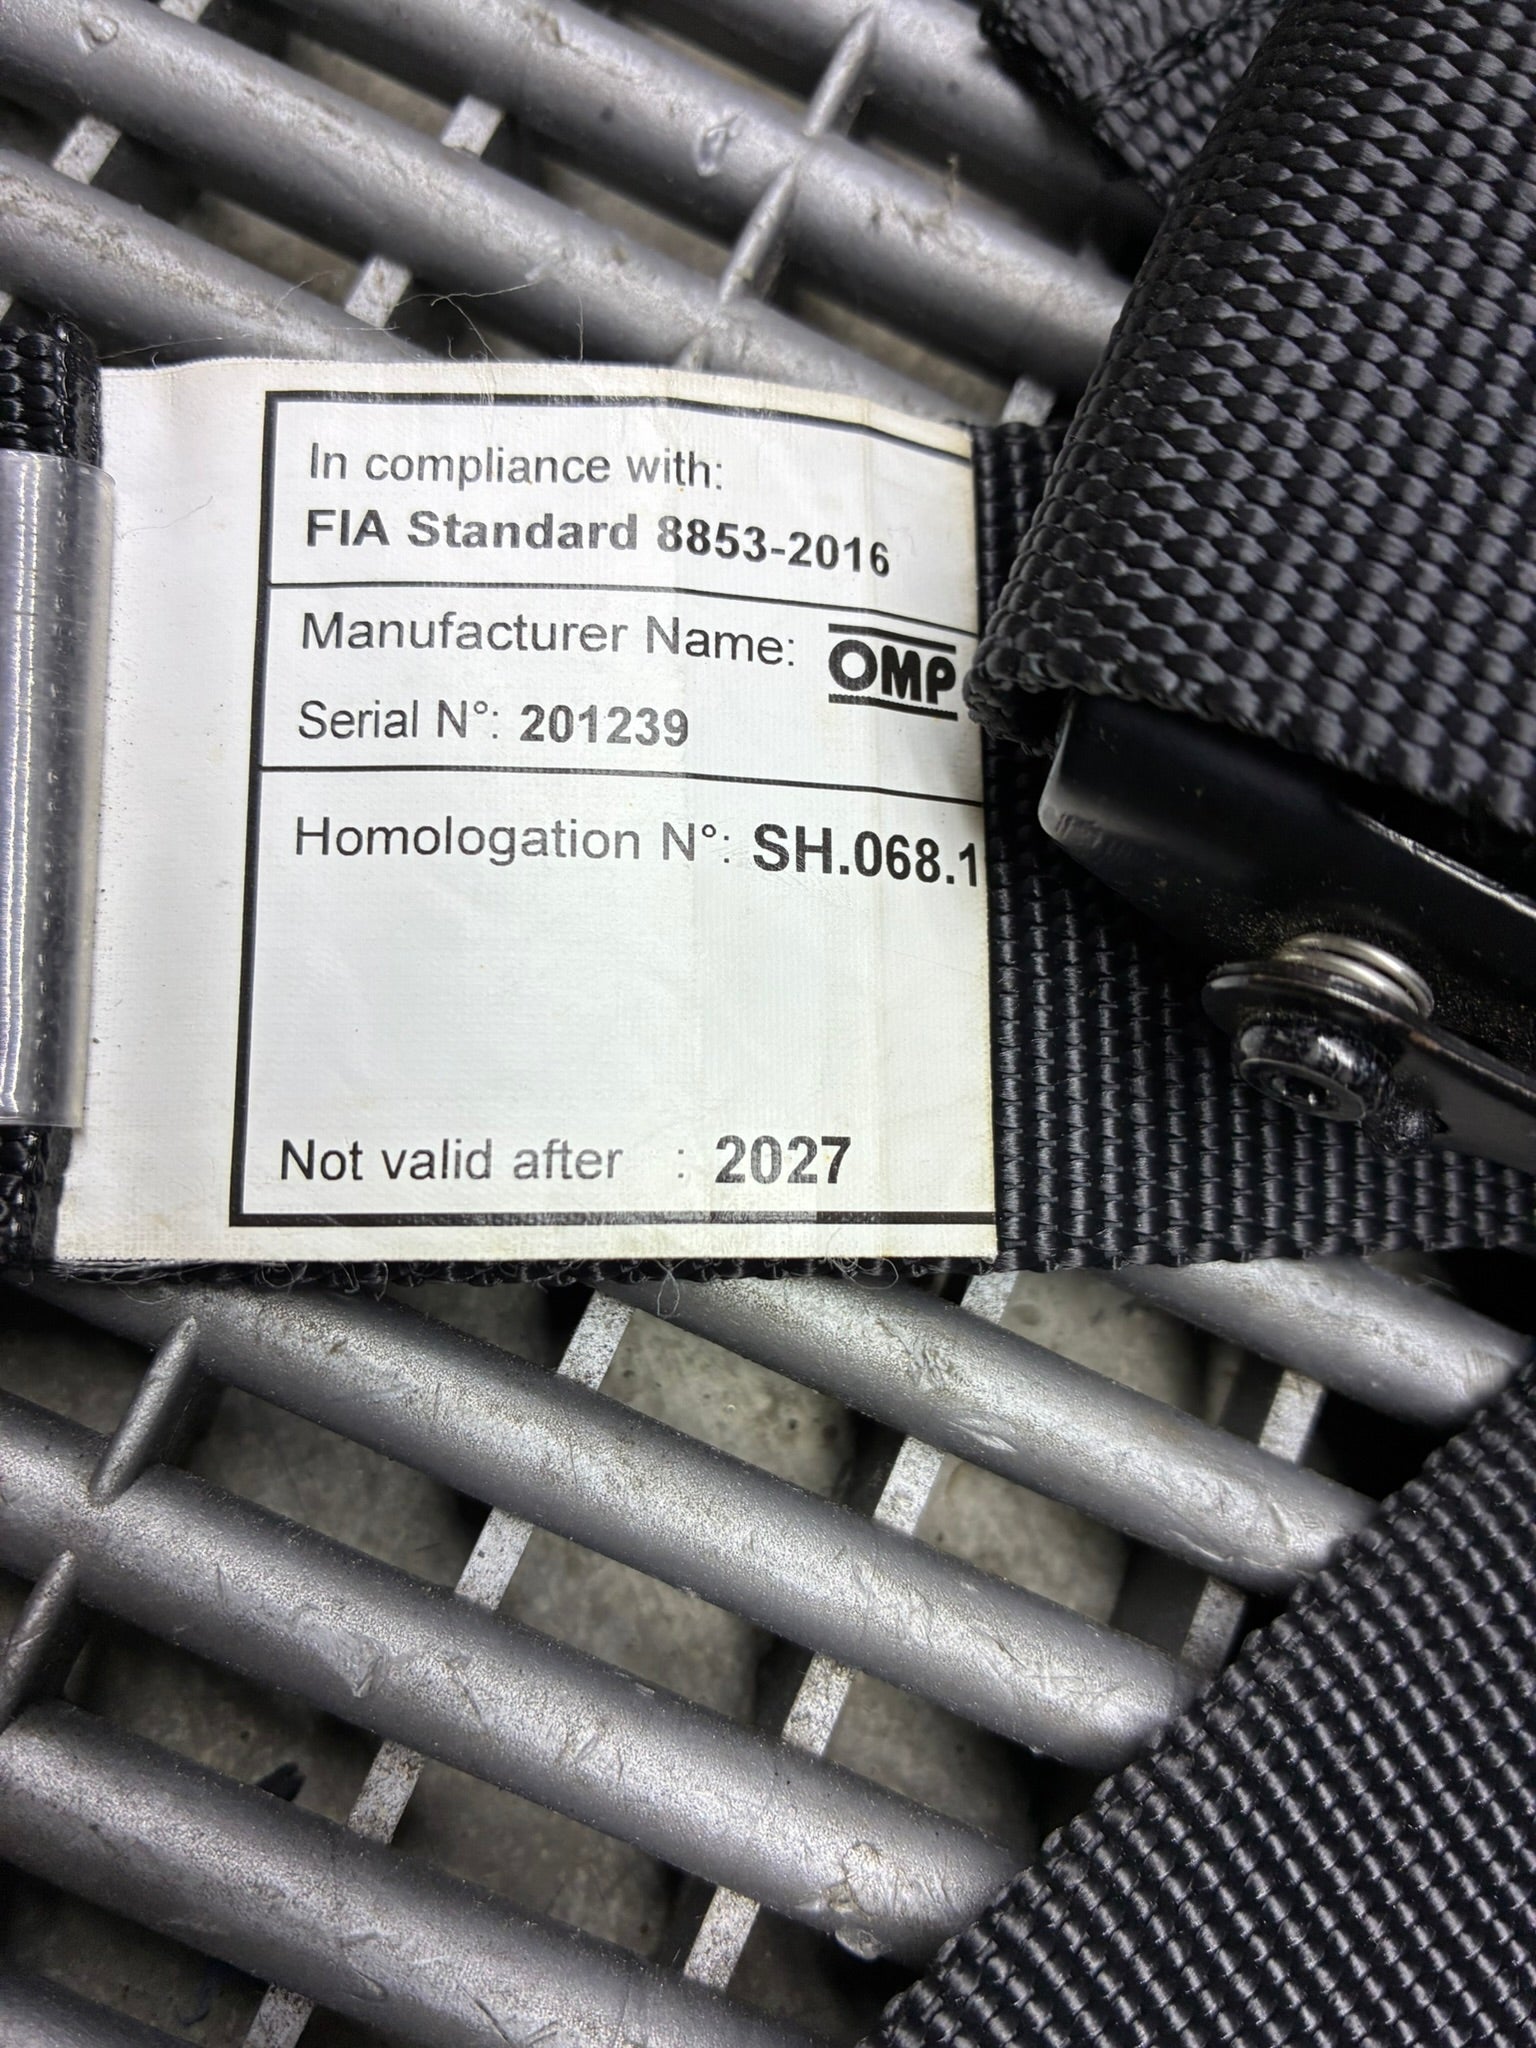 In compliance with:
FIA Standard 8853-2016
Manufacturer Name: OMP
Serial N°: 201239
Homologation N°: SH.068.1
Not valid after : 2027